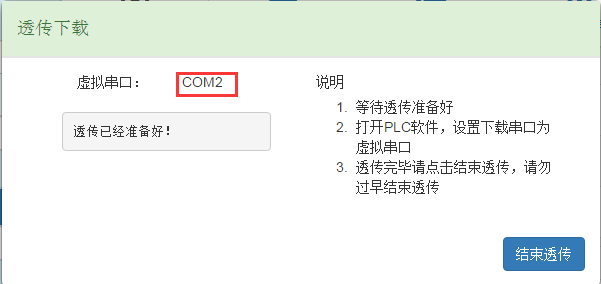 透传下载
虚拟串口：
COM2
透传已经准备好!
说明
1. 等待透传准备好
2. 打开PLC软件，设置下载串口为
虚拟串口
3. 透传完毕请点击结束透传，请勿
过早结束透传
结束透传